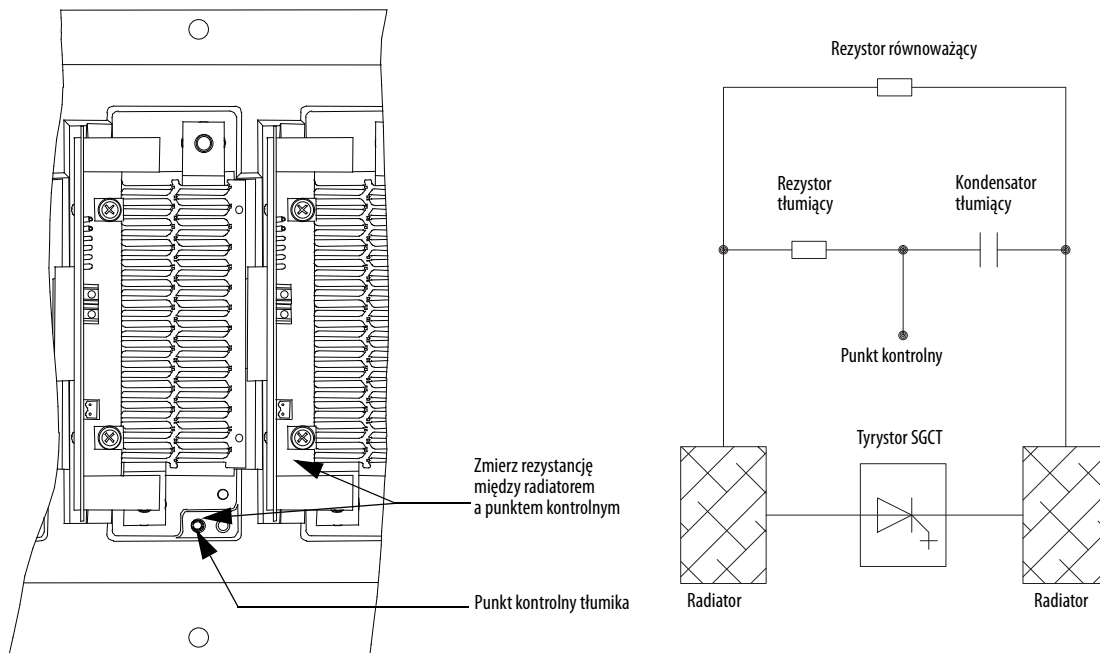 Zmierz rezystancję
między radiatorem
a punktem kontrolnym
Punkt kontrolny tłumika
Rezystor równoważący
Rezystor
tłumiący
Kondensator
tłumiący
Punkt kontrolny
Tyrystor SGCT
Radiator
Radiator